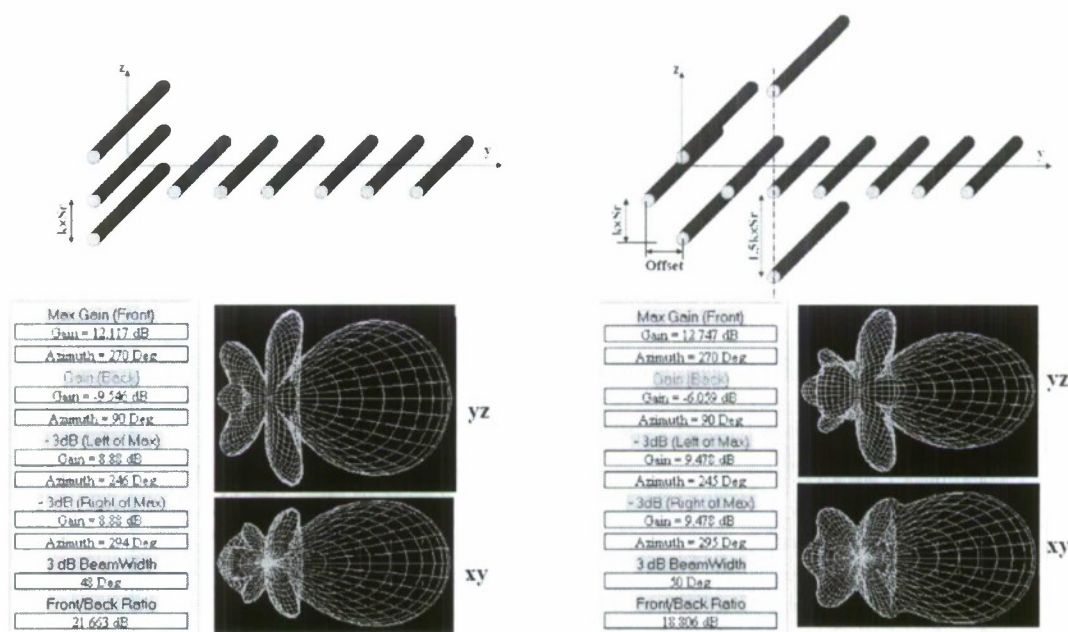 z
y
kxSr
z
y
kxSr
Offset
1,5kxSr
Max Gain (Front)
Gain = 12.117 dB
Azimuth = 270 Deg
Gain (Back)
Gain = -9.546 dB
Azimuth = 90 Deg
- 3dB (Left of Max)
Gain = 8.88 dB
Azimuth = 246 Deg
- 3dB (Right of Max)
Gain = 8.88 dB
Azimuth = 294 Deg
3 dB BeamWidth
48 Deg
Front/Back Ratio
21.663 dB
yz
xy
Max Gain (Front)
Gain = 12.747 dB
Azimuth = 270 Deg
Gain (Back)
Gain = -6.059 dB
Azimuth = 90 Deg
- 3dB (Left of Max)
Gain = 9.478 dB
Azimuth = 245 Deg
- 3dB (Right of Max)
Gain = 9.478 dB
Azimuth = 295 Deg
3 dB BeamWidth
50 Deg
Front/Back Ratio
18.806 dB
yz
xy